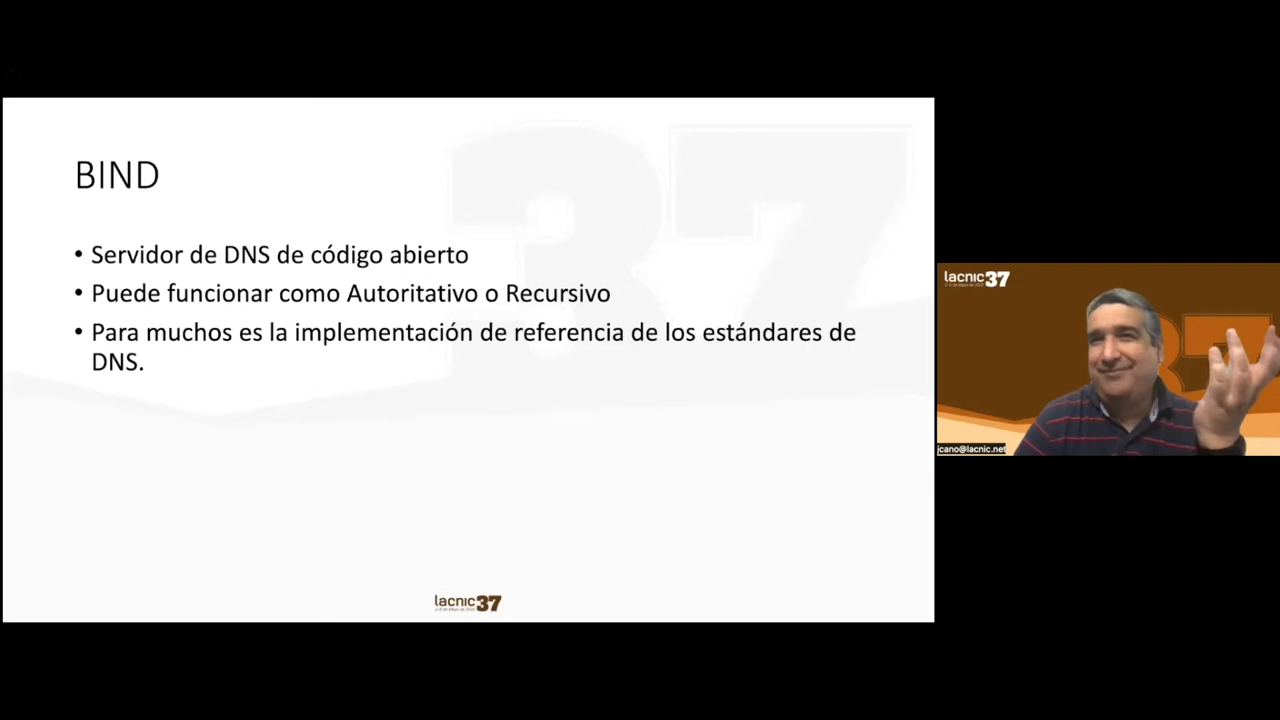 BIND
• Servidor de DNS de código abierto
• Puede funcionar como Autoritativo o Recursivo
• Para muchos es la implementación de referencia de los estándares de
DNS.
lacnic37
lacnic37
jcano@lacnic.net